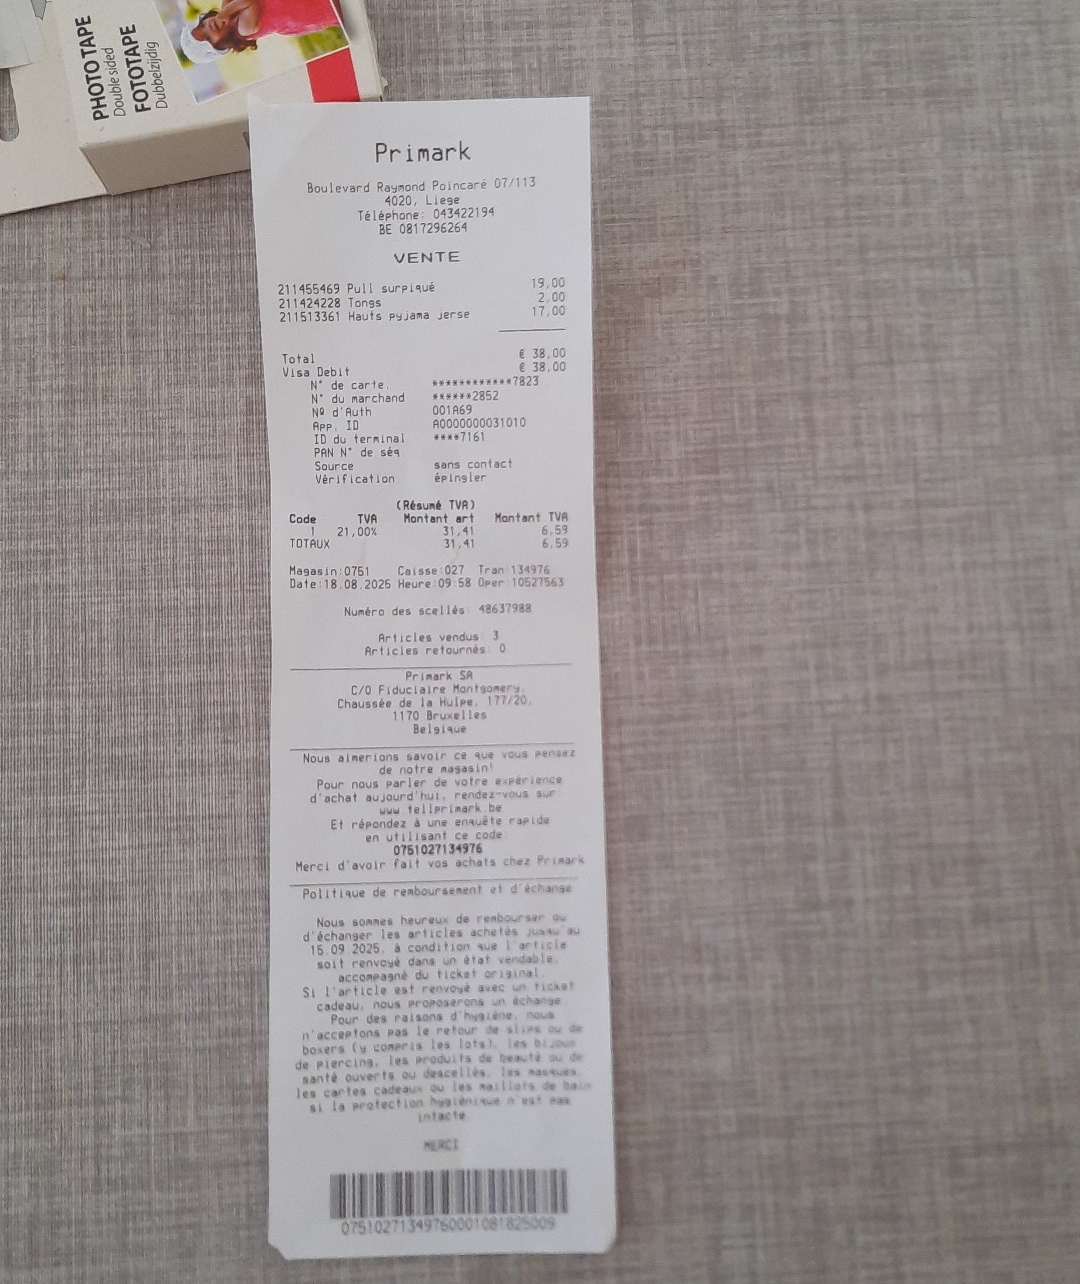 PHOTO TAPE
Double sided
FOTOTAPE
Dubbelzijdig
Primark
Boulevard Raymond Poincaré 07/113
4020, Liege
Téléphone: 043422194
BE 0817296264
VENTE
211455469 Pull surpiqué 19,00
211424228 Tongs 2,00
211513361 Hauts pyjama jerse 17,00
Total € 38,00
Visa Debit € 38,00
N° de carte. ************7823
N° du marchand ******2852
Nº d'Auth 001A69
App. ID A0000000031010
ID du terminal ****7161
PAN N° de séq
Source sans contact
Vérification épingler
(Résumé TVA)
Code TVA Montant art Montant TVA
1 21,00% 31,41 6,59
TOTAUX 31,41 6,59
Magasin:0751 Caisse:027 Tran:134976
Date:18.08.2025 Heure:09:58 Oper:10527563
Numéro des scellés: 48637988
Articles vendus: 3
Articles retournés: 0
Primark SA
C/O Fiduciaire Montgomery,
Chaussée de la Hulpe, 177/20,
1170 Bruxelles
Belgique
Nous aimerions savoir ce que vous pensez
de notre magasin!
Pour nous parler de votre expérience
d'achat aujourd'hui, rendez-vous sur
www.tellprimark.be
Et répondez à une enquête rapide
en utilisant ce code:
0751027134976
Merci d'avoir fait vos achats chez Primark
Politique de remboursement et d'échange
Nous sommes heureux de rembourser ou
d'échanger les articles achetés jusqu'au
15.09.2025, à condition que l'article
soit renvoyé dans un état vendable,
accompagné du ticket original.
Si l'article est renvoyé avec un ticket
cadeau, nous proposerons un échange
Pour des raisons d'hygiène, nous
n'acceptons pas le retour de slips ou de
boxers (y compris les lots), les bijoux
de piercing, les produits de beauté ou de
santé ouverts ou descellés, les masques,
les cartes cadeaux ou les maillots de bain
si la protection hygiénique n'est pas
intacte.
MERCI
07510271349760001081825009